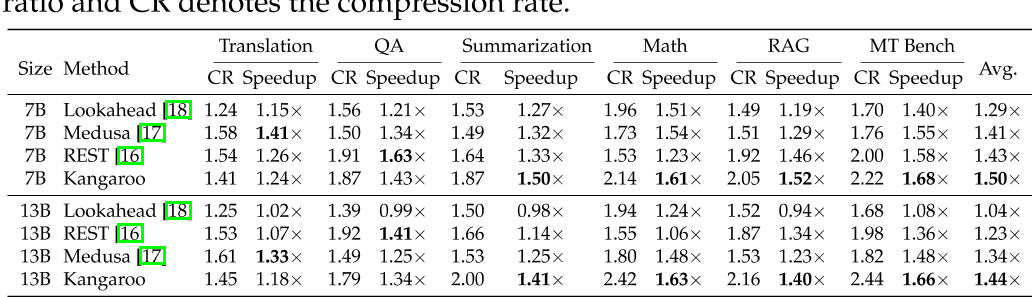 ratio and CR denotes the compression rate.
Translation QA Summarization Math RAG MT Bench
Size Method Avg.
CR Speedup CR Speedup CR Speedup CR Speedup CR Speedup CR Speedup
7B Lookahead [18] 1.24 1.15× 1.56 1.21× 1.53 1.27× 1.96 1.51× 1.49 1.19× 1.70 1.40× 1.29×
7B Medusa [17] 1.58 1.41× 1.50 1.34× 1.49 1.32× 1.73 1.54× 1.51 1.29× 1.76 1.55× 1.41×
7B REST [16] 1.54 1.26× 1.91 1.63× 1.64 1.33× 1.53 1.23× 1.92 1.46× 2.00 1.58× 1.43×
7B Kangaroo 1.41 1.24× 1.87 1.43× 1.87 1.50× 2.14 1.61× 2.05 1.52× 2.22 1.68× 1.50×
13B Lookahead [18] 1.25 1.02× 1.39 0.99× 1.50 0.98× 1.94 1.24× 1.52 0.94× 1.68 1.08× 1.04×
13B REST [16] 1.53 1.07× 1.92 1.41× 1.66 1.14× 1.55 1.06× 1.87 1.34× 1.98 1.36× 1.23×
13B Medusa [17] 1.61 1.33× 1.49 1.25× 1.53 1.25× 1.80 1.48× 1.53 1.23× 1.82 1.48× 1.34×
13B Kangaroo 1.45 1.18× 1.79 1.34× 2.00 1.41× 2.42 1.63× 2.16 1.40× 2.44 1.66× 1.44×